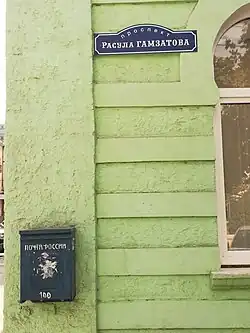 проспект
РАСУЛА ГАМЗАТОВА
ПОЧТА РОССИИ
100